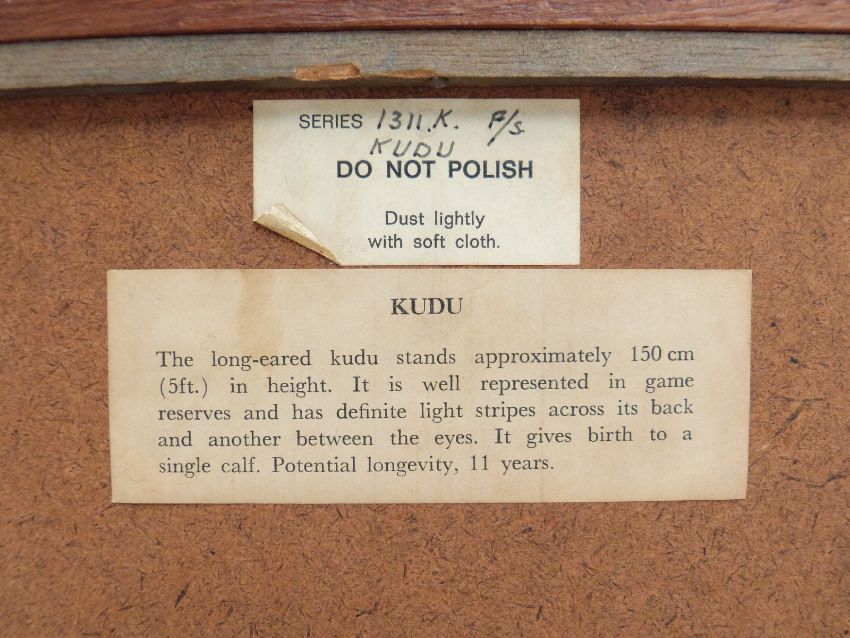 SERIES 1311.K. F/S
KUDU
DO NOT POLISH
Dust lightly
with soft cloth.
KUDU
The long-eared kudu stands approximately 150 cm
(5ft.) in height. It is well represented in game
reserves and has definite light stripes across its back
and another between the eyes. It gives birth to a
single calf. Potential longevity, 11 years.